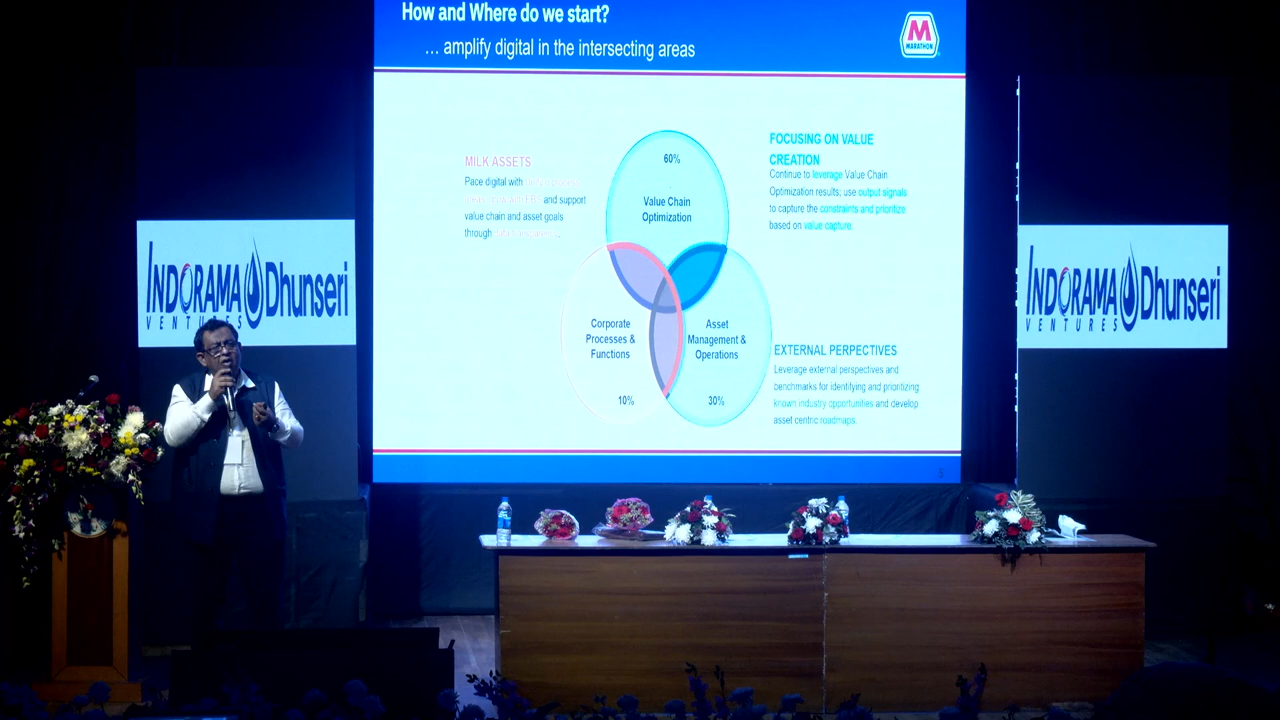 How and Where do we start?
… amplify digital in the intersecting areas
M
MARATHON
MILK ASSETS
Pace digital with
and support
value chain and asset goals
through data transparency.
60%
Value Chain
Optimization
FOCUSING ON VALUE
CREATION
Continue to leverage Value Chain
Optimization results; use output signals
to capture the constraints and prioritize
based on value capture
Corporate
Processes &
Functions
10%
Asset
Management &
Operations
30%
EXTERNAL PERPECTIVES
Leverage external perspectives and
benchmarks for identifying and prioritizing
known industry opportunities and develop
asset centric roadmaps.
5
INDORAMA
VENTURES
Dhunseri
INDORAMA
VENTURES
Dhunseri